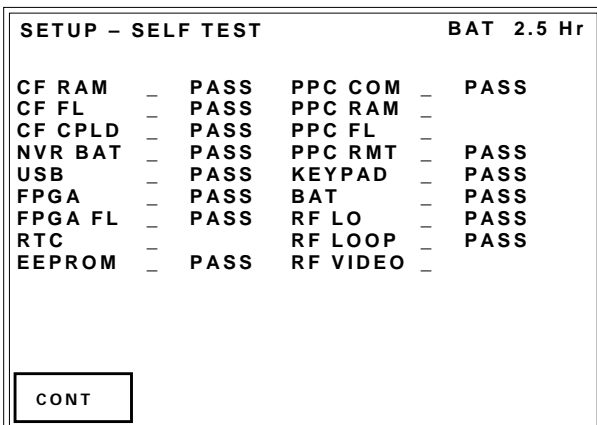 SETUP – SELF TEST BAT 2.5 Hr
CF RAM _ PASS PPC COM _ PASS
CF FL _ PASS PPC RAM _
CF CPLD _ PASS PPC FL _
NVR BAT _ PASS PPC RMT _ PASS
USB _ PASS KEYPAD _ PASS
FPGA _ PASS BAT _ PASS
FPGA FL _ PASS RF LO _ PASS
RTC _ RF LOOP _ PASS
EEPROM _ PASS RF VIDEO _
CONT